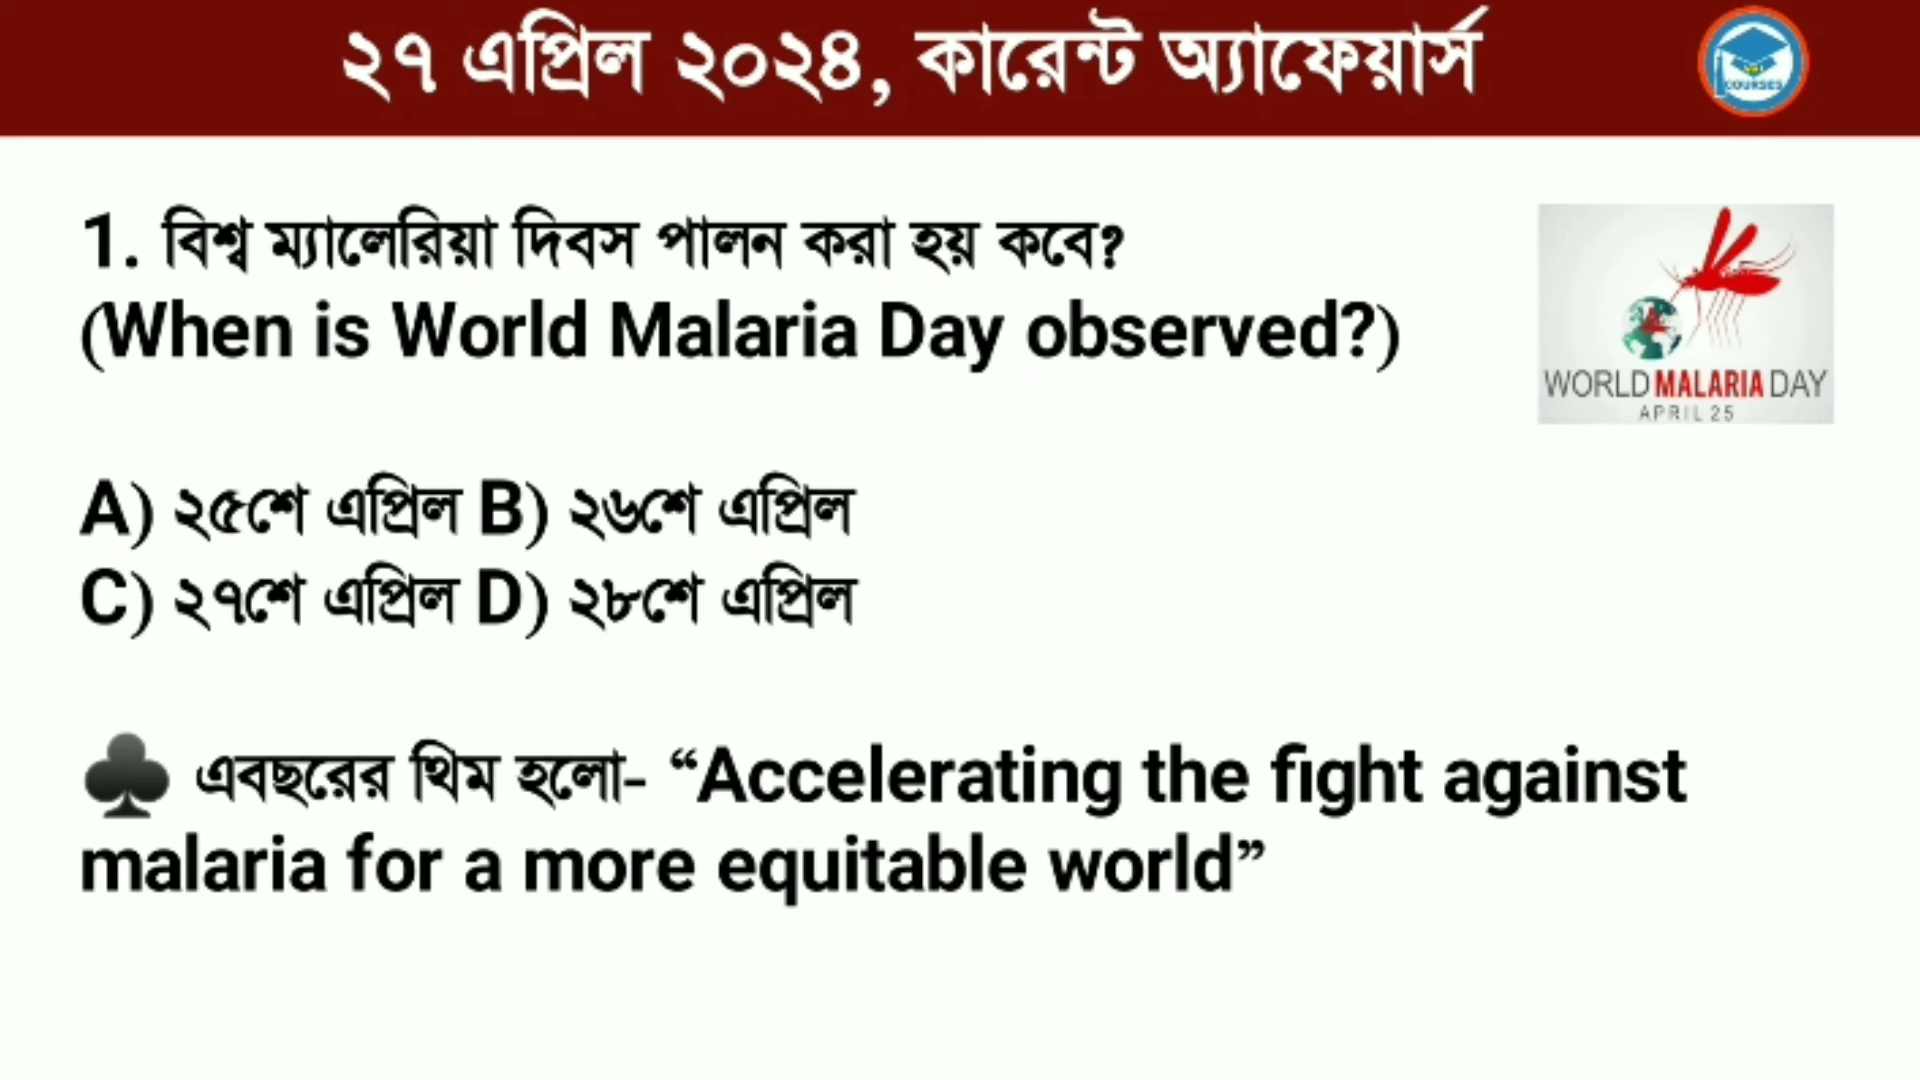 ২৭ এপ্রিল ২০২৪, কারেন্ট অ্যাফেয়ার্স
COURSES
1. বিশ্ব ম্যালেরিয়া দিবস পালন করা হয় কবে?
(When is World Malaria Day observed?)
WORLD MALARIA DAY
APRIL 25
A) ২৫শে এপ্রিল B) ২৬শে এপ্রিল
C) ২৭শে এপ্রিল D) ২৮শে এপ্রিল
♣ এবছরের থিম হলো- “Accelerating the fight against
malaria for a more equitable world”